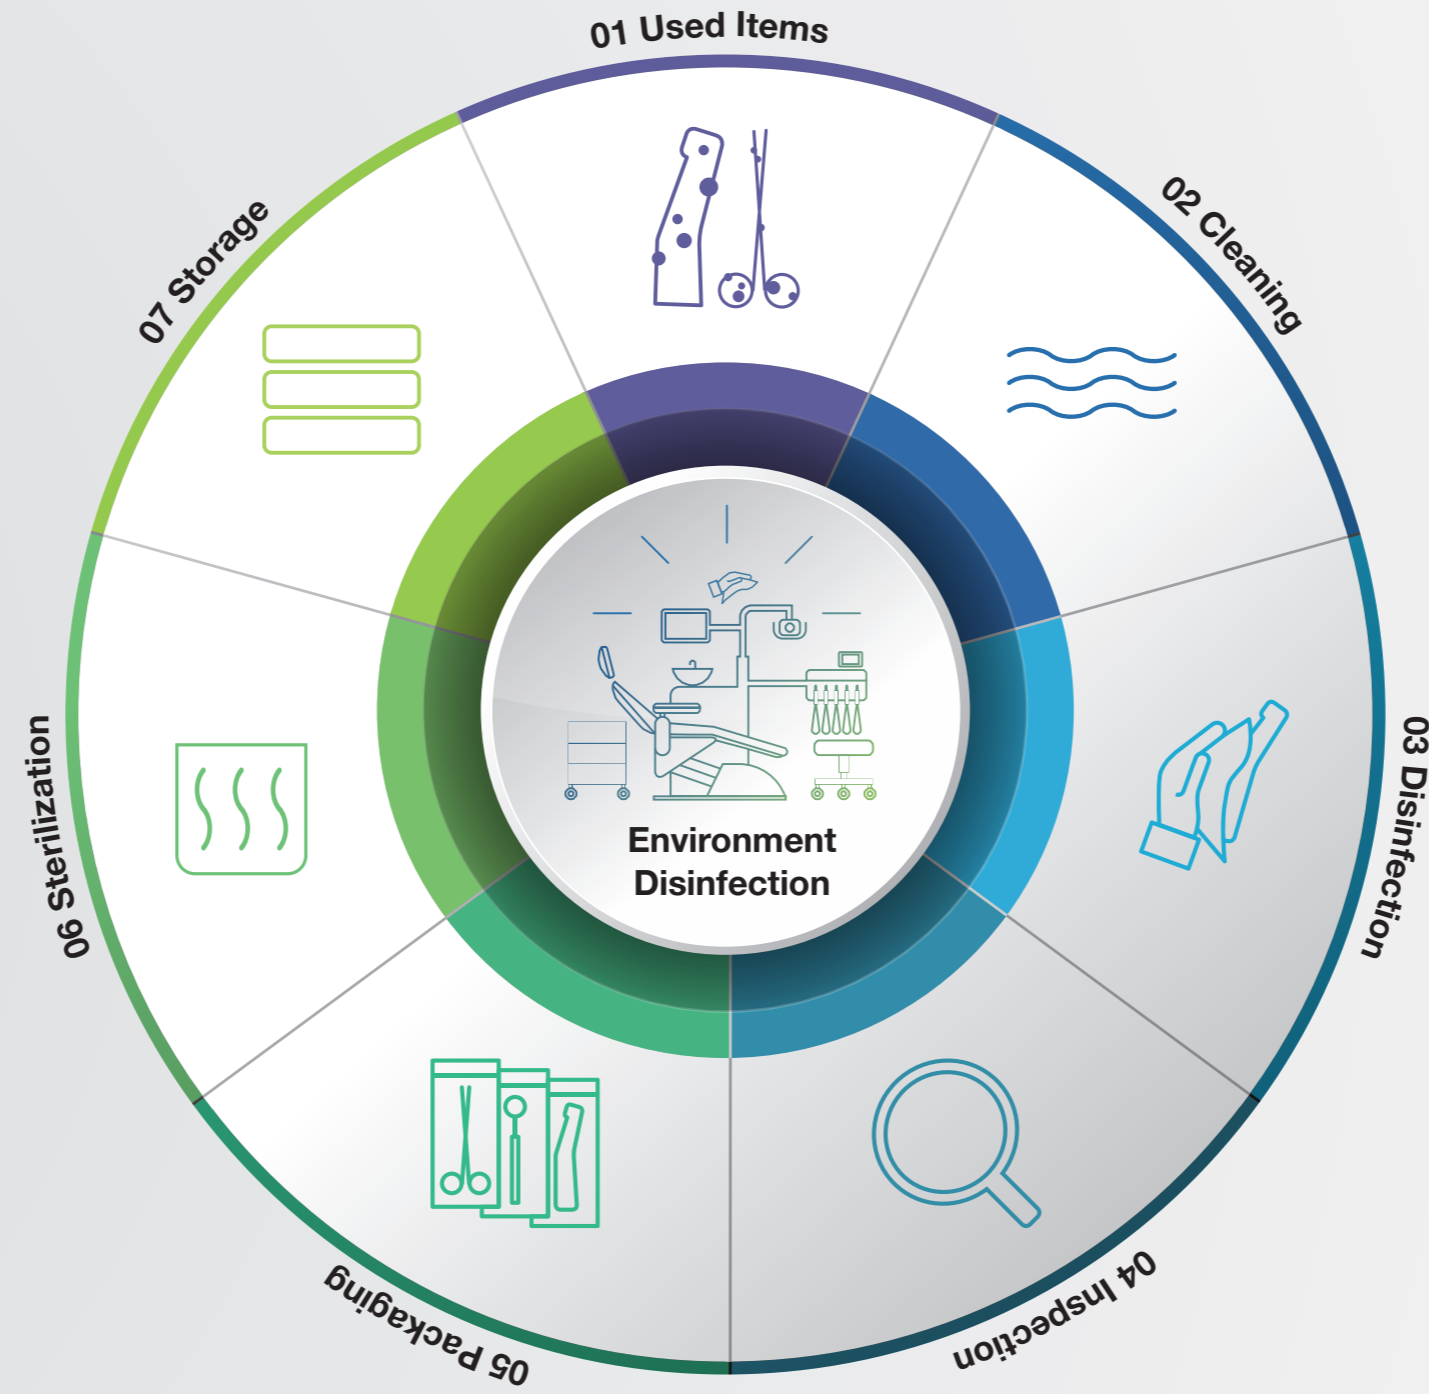 01 Used Items
02 Cleaning
03 Disinfection
04 Inspection
05 Packaging
06 Sterilization
07 Storage
Environment
Disinfection